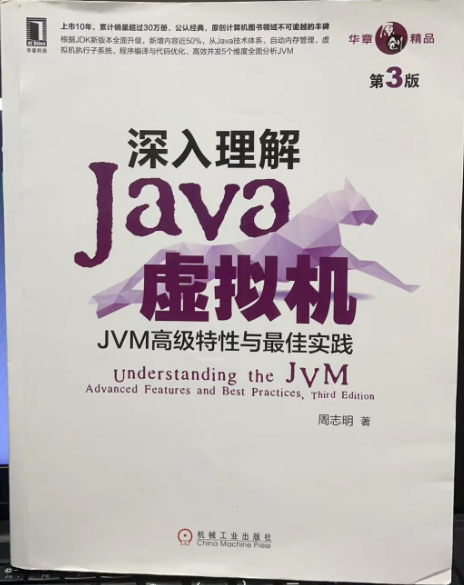 上市10年，累计销量超过30万册，公认经典，原创计算机图书领域不可逾越的丰碑
根据JDK新版本全面升级，新增内容近50%，从Java技术体系、自动内存管理、虚
拟机执行子系统、程序编译与代码优化、高效并发5个维度全面分析JVM
华章科技
华章 原创 精品
第3版
深入理解
Java
虚拟机
JVM高级特性与最佳实践
Understanding the JVM
Advanced Features and Best Practices, Third Edition
周志明 著
机械工业出版社
China Machine Press